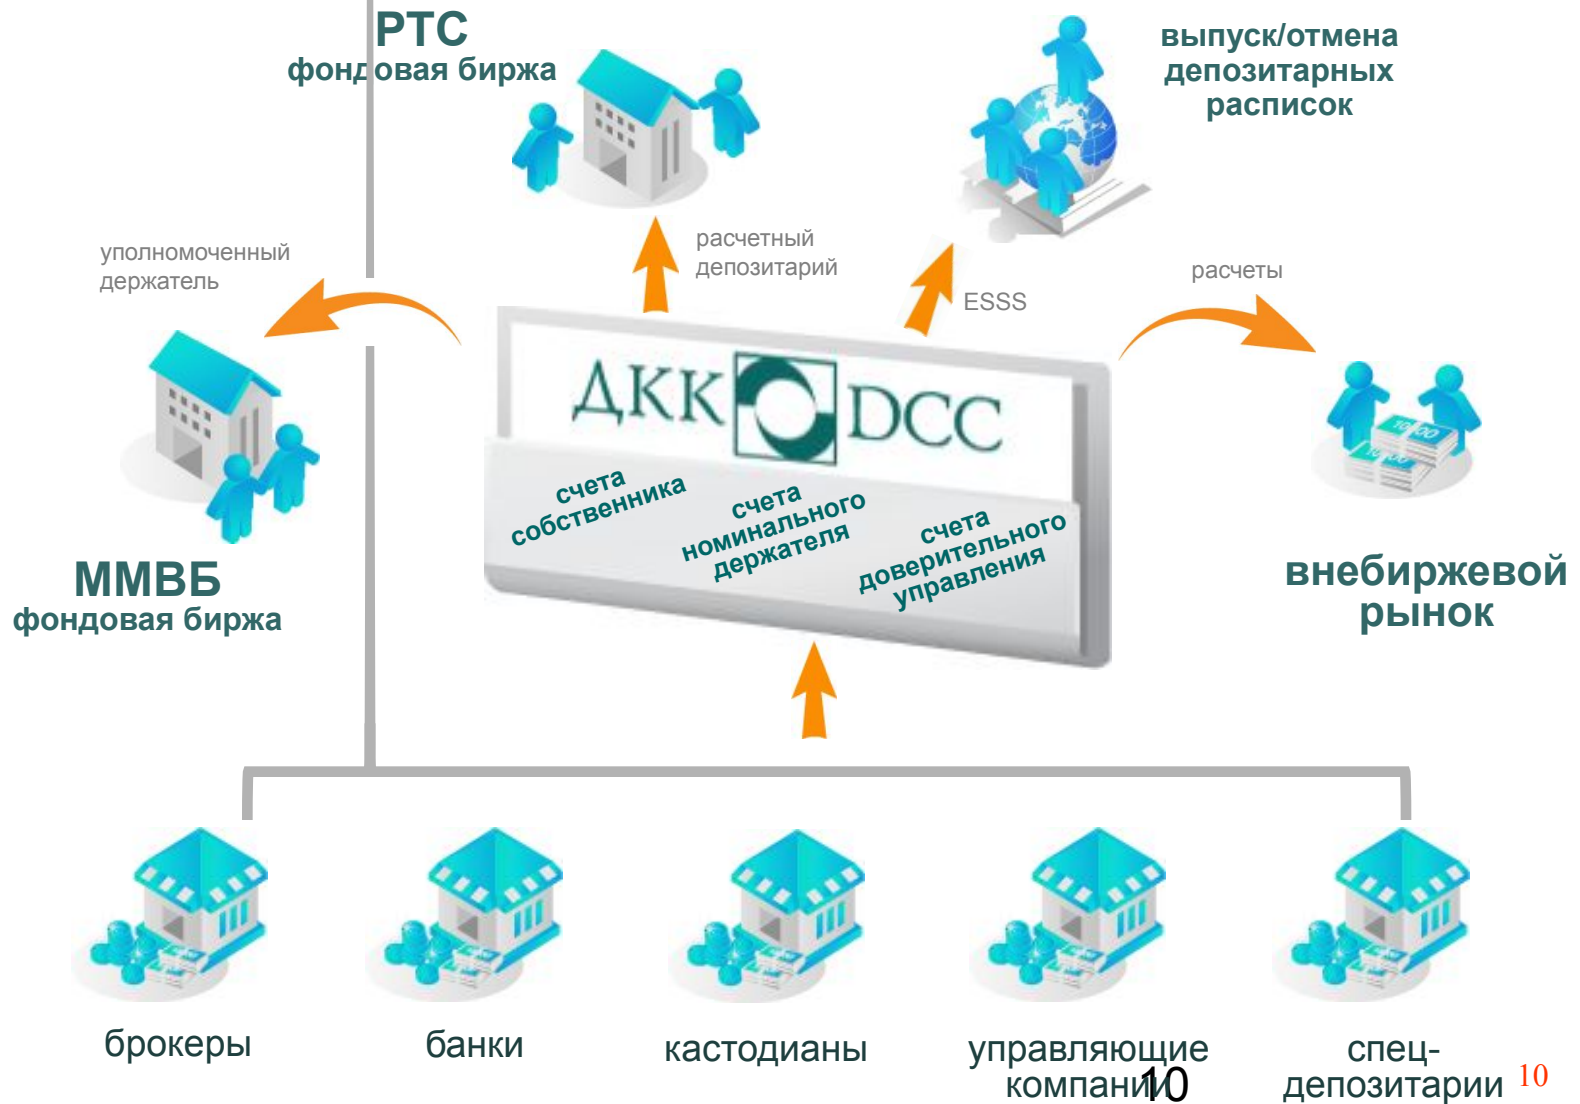 РТС
фондовая биржа
выпуск/отмена
депозитарных
расписок
уполномоченный
держатель
расчетный
депозитарий
ESSS
расчеты
ДКК DCC
счета
собственника
счета
номинального
держателя
счета
доверительного
управления
ММВБ
фондовая биржа
внебиржевой
рынок
брокеры
банки
кастодианы
управляющие
компании
спец-
депозитарии
10
10